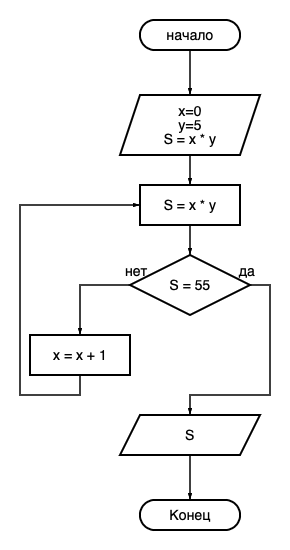 начало
x=0
y=5
S = x * y
S = x * y
нет
да
S = 55
x = x + 1
S
Конец